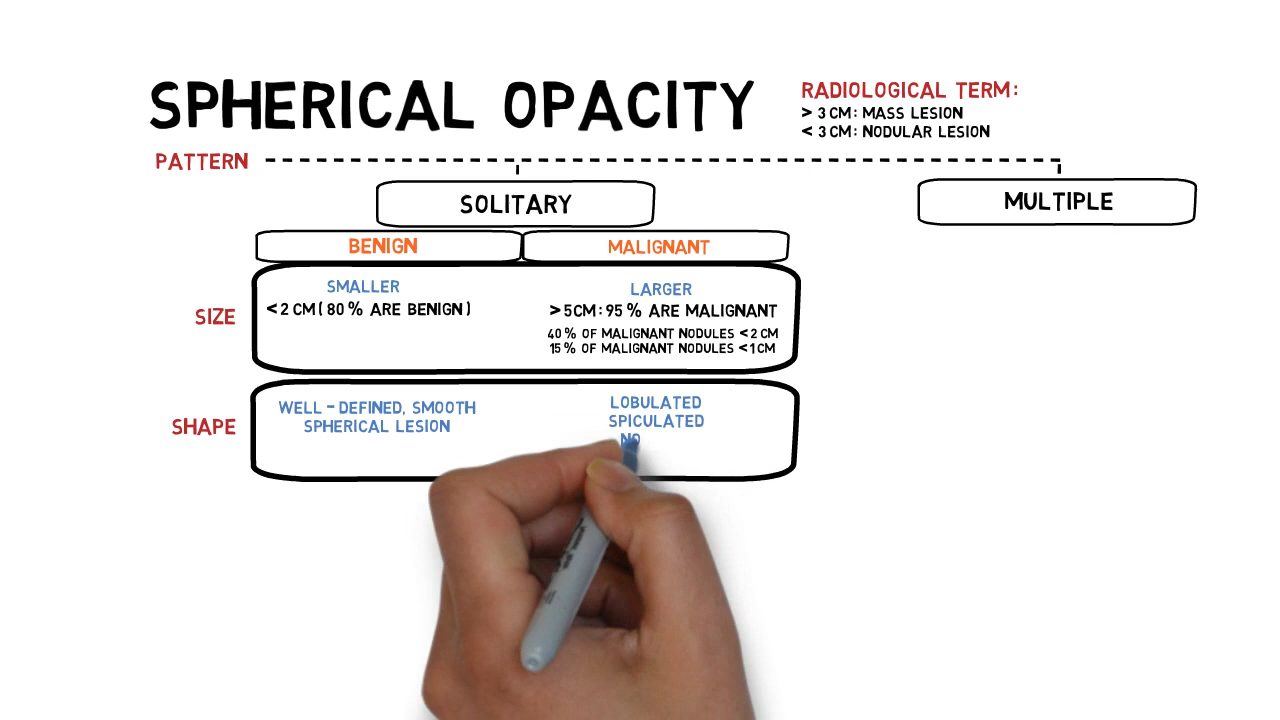 SPHERICAL OPACITY
RADIOLOGICAL TERM:
> 3 CM: MASS LESION
< 3 CM: NODULAR LESION
PATTERN
SOLITARY
MULTIPLE
BENIGN
MALIGNANT
SIZE
SMALLER
< 2 CM ( 80 % ARE BENIGN )
LARGER
> 5CM: 95 % ARE MALIGNANT
40 % OF MALIGNANT NODULES < 2 CM
15 % OF MALIGNANT NODULES < 1 CM
SHAPE
WELL - DEFINED, SMOOTH
SPHERICAL LESION
LOBULATED
SPICULATED
NO